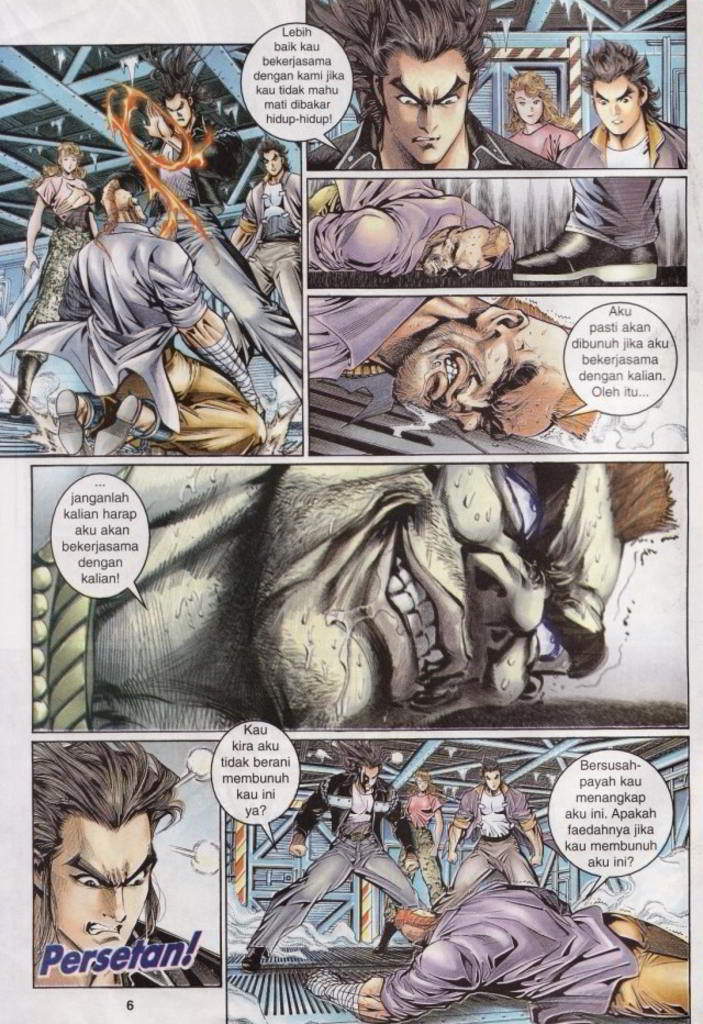 Lebih
baik kau
bekerjasama
dengan kami jika
kau tidak mahu
mati dibakar
hidup-hidup!
Aku
pasti akan
dibunuh jika aku
bekerjasama
dengan kalian.
Oleh itu...
...
janganlah
kalian harap
aku akan
bekerjasama
dengan
kalian!
Persetan!
Kau
kira aku
tidak berani
membunuh
kau ini
ya?
Bersusah-
payah kau
menangkap
aku ini. Apakah
faedahnya jika
kau membunuh
aku ini?
6